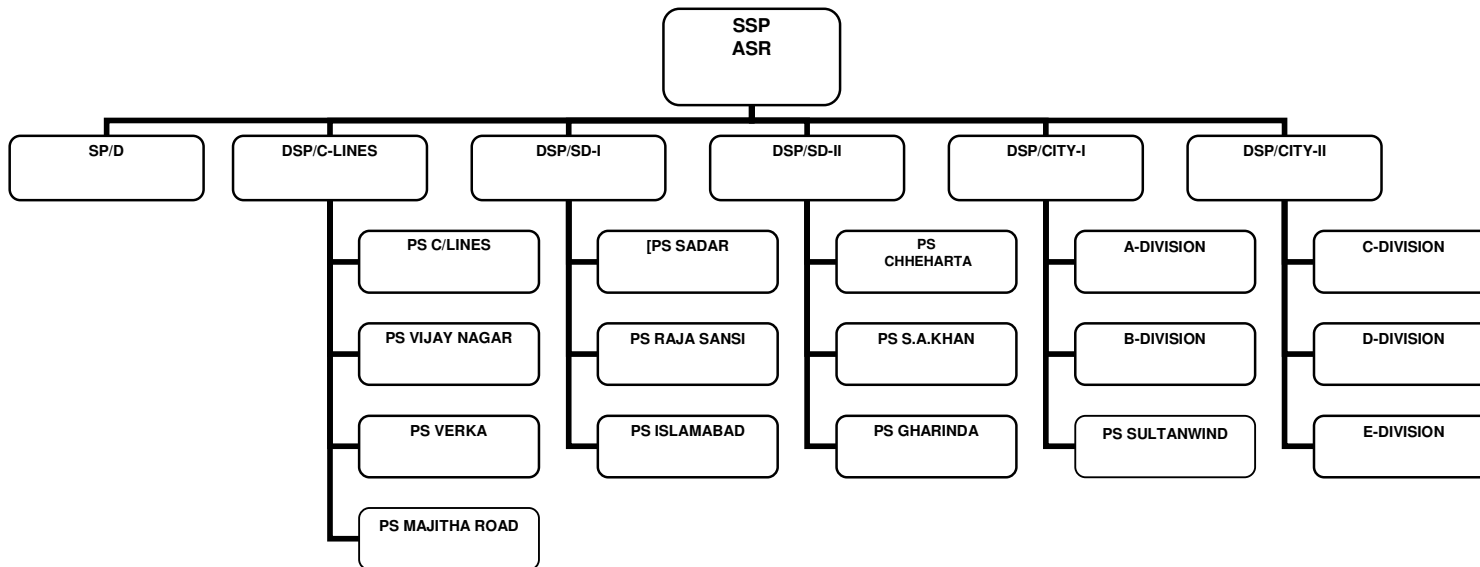 SSP
ASR
SP/D
DSP/C-LINES
DSP/SD-I
DSP/SD-II
DSP/CITY-I
DSP/CITY-II
PS C/LINES
[PS SADAR
PS
CHHEHARTA
A-DIVISION
C-DIVISION
PS VIJAY NAGAR
PS RAJA SANSI
PS S.A.KHAN
B-DIVISION
D-DIVISION
PS VERKA
PS ISLAMABAD
PS GHARINDA
PS SULTANWIND
E-DIVISION
PS MAJITHA ROAD